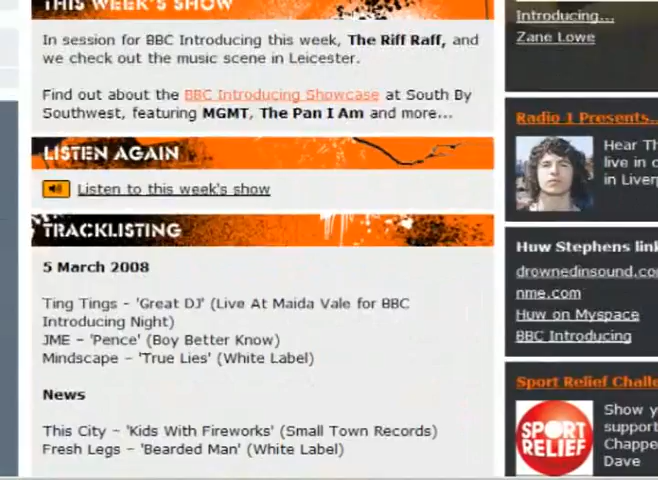 THIS WEEK'S SHOW
In session for BBC Introducing this week, The Riff Raff, and
we check out the music scene in Leicester.
Find out about the BBC Introducing Showcase at South By
Southwest, featuring MGMT, The Pan I Am and more...
LISTEN AGAIN
Listen to this week's show
TRACKLISTING
5 March 2008
Ting Tings - 'Great DJ' (Live At Maida Vale for BBC
Introducing Night)
JME - 'Pence' (Boy Better Know)
Mindscape - 'True Lies' (White Label)
News
This City - 'Kids With Fireworks' (Small Town Records)
Fresh Legs - 'Bearded Man' (White Label)
Introducing...
Zane Lowe
Radio 1 Presents..
Hear Th
live in c
in Liver
Huw Stephens link
drownedinsound.co
nme.com
Huw on Myspace
BBC Introducing
Sport Relief Challe
SPORT
RELIEF
Show y
support
Chappe
Dave